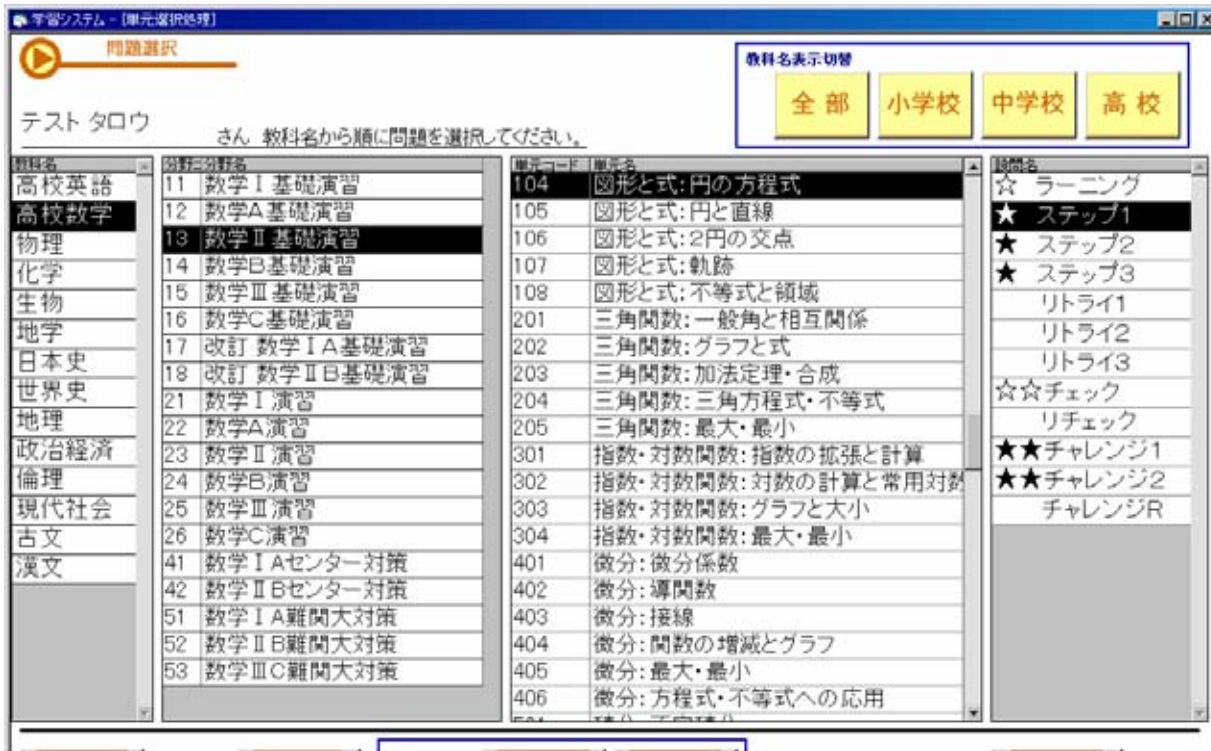 学習システム - [単元選択処理]
問題選択
教科名表示切替
全 部
小学校
中学校
高 校
テスト タロウ
さん 教科名から順に問題を選択してください。
教科名
高校英語
高校数学
物理
化学
生物
地学
日本史
世界史
地理
政治経済
倫理
現代社会
古文
漢文
分野名
11 数学Ⅰ基礎演習
12 数学A基礎演習
13 数学Ⅱ基礎演習
14 数学B基礎演習
15 数学Ⅲ基礎演習
16 数学C基礎演習
17 改訂 数学ⅠA基礎演習
18 改訂 数学ⅡB基礎演習
21 数学Ⅰ演習
22 数学A演習
23 数学Ⅱ演習
24 数学B演習
25 数学Ⅲ演習
26 数学C演習
41 数学ⅠAセンター対策
42 数学ⅡBセンター対策
51 数学ⅠA難関大対策
52 数学ⅡB難関大対策
53 数学ⅢC難関大対策
単元コード 単元名
104 図形と式:円の方程式
105 図形と式:円と直線
106 図形と式:2円の交点
107 図形と式:軌跡
108 図形と式:不等式と領域
201 三角関数:一般角と相互関係
202 三角関数:グラフと式
203 三角関数:加法定理・合成
204 三角関数:三角方程式・不等式
205 三角関数:最大・最小
301 指数・対数関数:指数の拡張と計算
302 指数・対数関数:対数の計算と常用対数
303 指数・対数関数:グラフと大小
304 指数・対数関数:最大・最小
401 微分:微分係数
402 微分:導関数
403 微分:接線
404 微分:関数の増減とグラフ
405 微分:最大・最小
406 微分:方程式・不等式への応用
設問名
☆ ラーニング
★ ステップ1
★ ステップ2
★ ステップ3
リトライ1
リトライ2
リトライ3
☆☆チェック
リチェック
★★チャレンジ1
★★チャレンジ2
チャレンジR